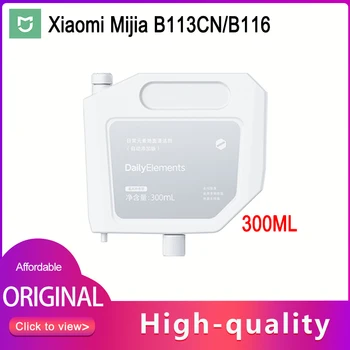 Xiaomi Mijia B113CN/B116
DailyElements
净含量:300mL
300ML
Affordable
ORIGINAL
Click to view>
High-quality